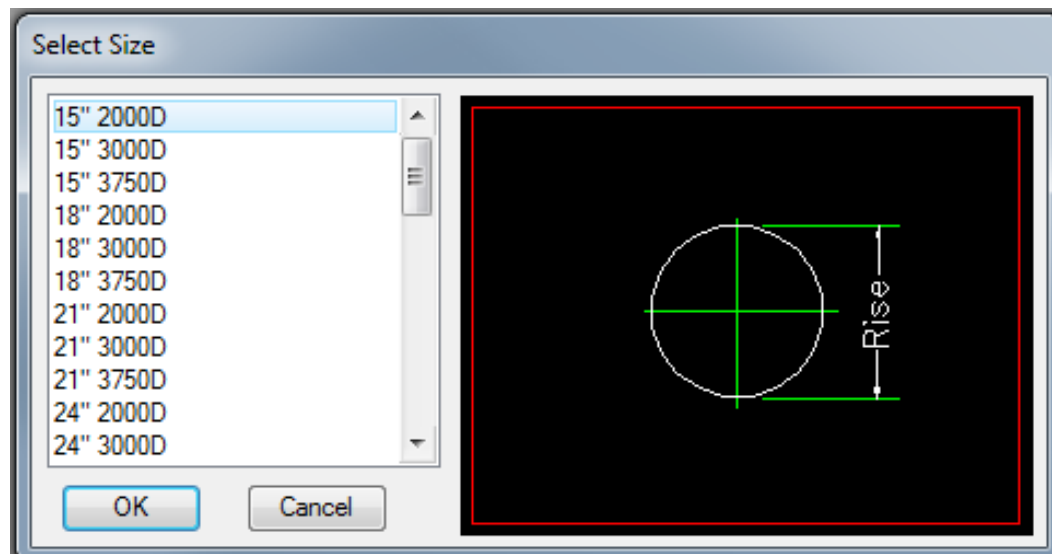 Select Size
15" 2000D
15" 3000D
15" 3750D
18" 2000D
18" 3000D
18" 3750D
21" 2000D
21" 3000D
21" 3750D
24" 2000D
24" 3000D
Rise
OK
Cancel